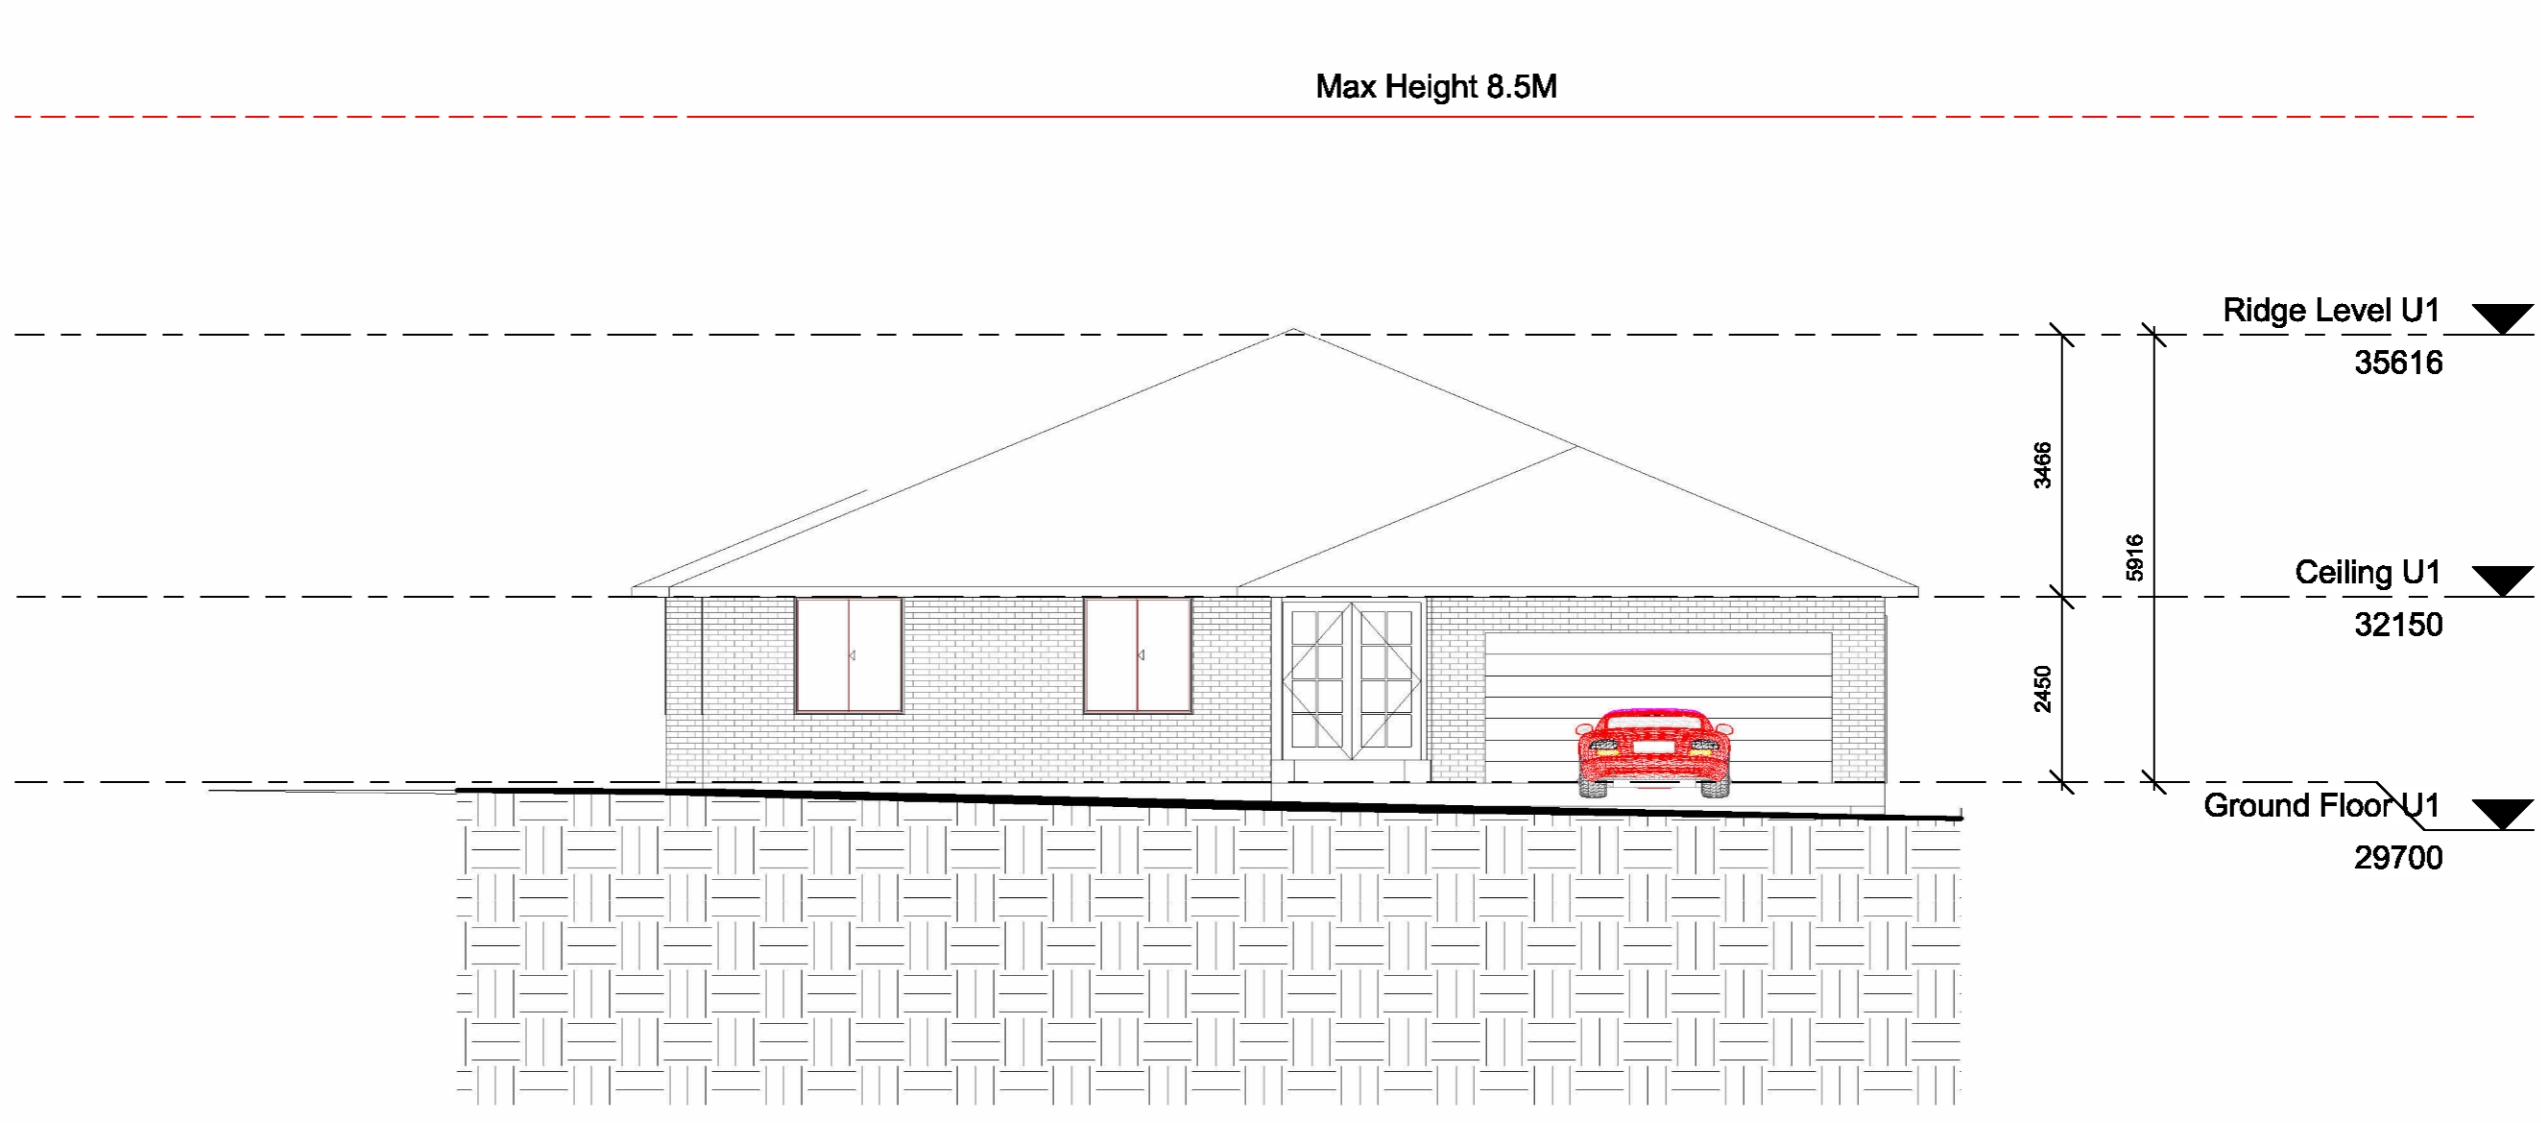 Max Height 8.5M
Ridge Level U1
35616
3466
5916
Ceiling U1
32150
2450
Ground Floor U1
29700